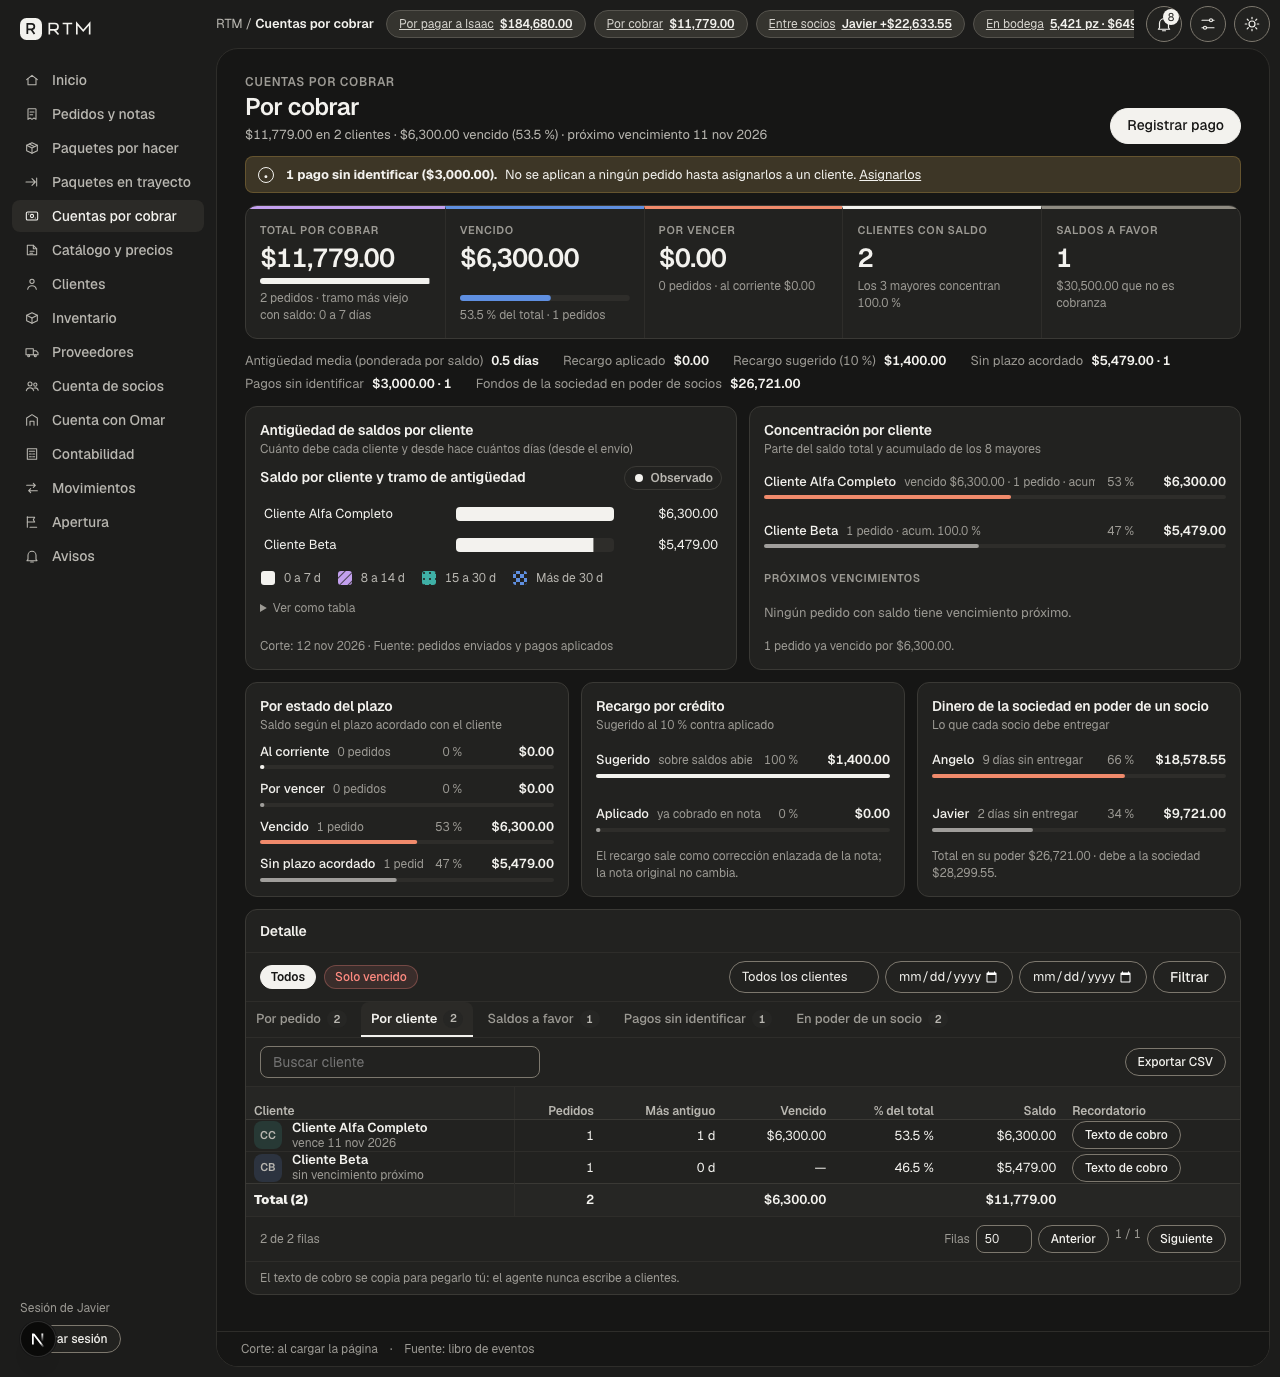 R RTM
Inicio
Pedidos y notas
Paquetes por hacer
Paquetes en trayecto
Cuentas por cobrar
Catálogo y precios
Clientes
Inventario
Proveedores
Cuenta de socios
Cuenta con Omar
Contabilidad
Movimientos
Apertura
Avisos
Sesión de Javier
N ar sesión
RTM / Cuentas por cobrar
Por pagar a Isaac $184,680.00
Por cobrar $11,779.00
Entre socios Javier +$22,633.55
En bodega 5,421 pz · $649
8
CUENTAS POR COBRAR
Por cobrar
$11,779.00 en 2 clientes · $6,300.00 vencido (53.5 %) · próximo vencimiento 11 nov 2026
Registrar pago
1 pago sin identificar ($3,000.00). No se aplican a ningún pedido hasta asignarlos a un cliente. Asignarlos
TOTAL POR COBRAR
$11,779.00
2 pedidos · tramo más viejo
con saldo: 0 a 7 días
VENCIDO
$6,300.00
53.5 % del total · 1 pedidos
POR VENCER
$0.00
0 pedidos · al corriente $0.00
CLIENTES CON SALDO
2
Los 3 mayores concentran
100.0 %
SALDOS A FAVOR
1
$30,500.00 que no es
cobranza
Antigüedad media (ponderada por saldo) 0.5 días Recargo aplicado $0.00 Recargo sugerido (10 %) $1,400.00 Sin plazo acordado $5,479.00 · 1
Pagos sin identificar $3,000.00 · 1 Fondos de la sociedad en poder de socios $26,721.00
Antigüedad de saldos por cliente
Cuánto debe cada cliente y desde hace cuántos días (desde el envío)
Saldo por cliente y tramo de antigüedad Observado
Cliente Alfa Completo $6,300.00
Cliente Beta $5,479.00
0 a 7 d 8 a 14 d 15 a 30 d Más de 30 d
Ver como tabla
Corte: 12 nov 2026 · Fuente: pedidos enviados y pagos aplicados
Concentración por cliente
Parte del saldo total y acumulado de los 8 mayores
Cliente Alfa Completo vencido $6,300.00 · 1 pedido · acum 53 % $6,300.00
Cliente Beta 1 pedido · acum. 100.0 % 47 % $5,479.00
PRÓXIMOS VENCIMIENTOS
Ningún pedido con saldo tiene vencimiento próximo.
1 pedido ya vencido por $6,300.00.
Por estado del plazo
Saldo según el plazo acordado con el cliente
Al corriente 0 pedidos 0 % $0.00
Por vencer 0 pedidos 0 % $0.00
Vencido 1 pedido 53 % $6,300.00
Sin plazo acordado 1 pedid 47 % $5,479.00
Recargo por crédito
Sugerido al 10 % contra aplicado
Sugerido sobre saldos abie 100 % $1,400.00
Aplicado ya cobrado en nota 0 % $0.00
El recargo sale como corrección enlazada de la nota;
la nota original no cambia.
Dinero de la sociedad en poder de un socio
Lo que cada socio debe entregar
Angelo 9 días sin entregar 66 % $18,578.55
Javier 2 días sin entregar 34 % $9,721.00
Total en su poder $26,721.00 · debe a la sociedad
$28,299.55.
Detalle
Todos Solo vencido Todos los clientes mm/dd/yyyy mm/dd/yyyy Filtrar
Por pedido 2 Por cliente 2 Saldos a favor 1 Pagos sin identificar 1 En poder de un socio 2
Buscar cliente Exportar CSV
Cliente Pedidos Más antiguo Vencido % del total Saldo Recordatorio
CC Cliente Alfa Completo 1 1 d $6,300.00 53.5 % $6,300.00 Texto de cobro
vence 11 nov 2026
CB Cliente Beta 1 0 d — 46.5 % $5,479.00 Texto de cobro
sin vencimiento próximo
Total (2) 2 $6,300.00 $11,779.00
2 de 2 filas Filas 50 Anterior 1 / 1 Siguiente
El texto de cobro se copia para pegarlo tú: el agente nunca escribe a clientes.
Corte: al cargar la página · Fuente: libro de eventos